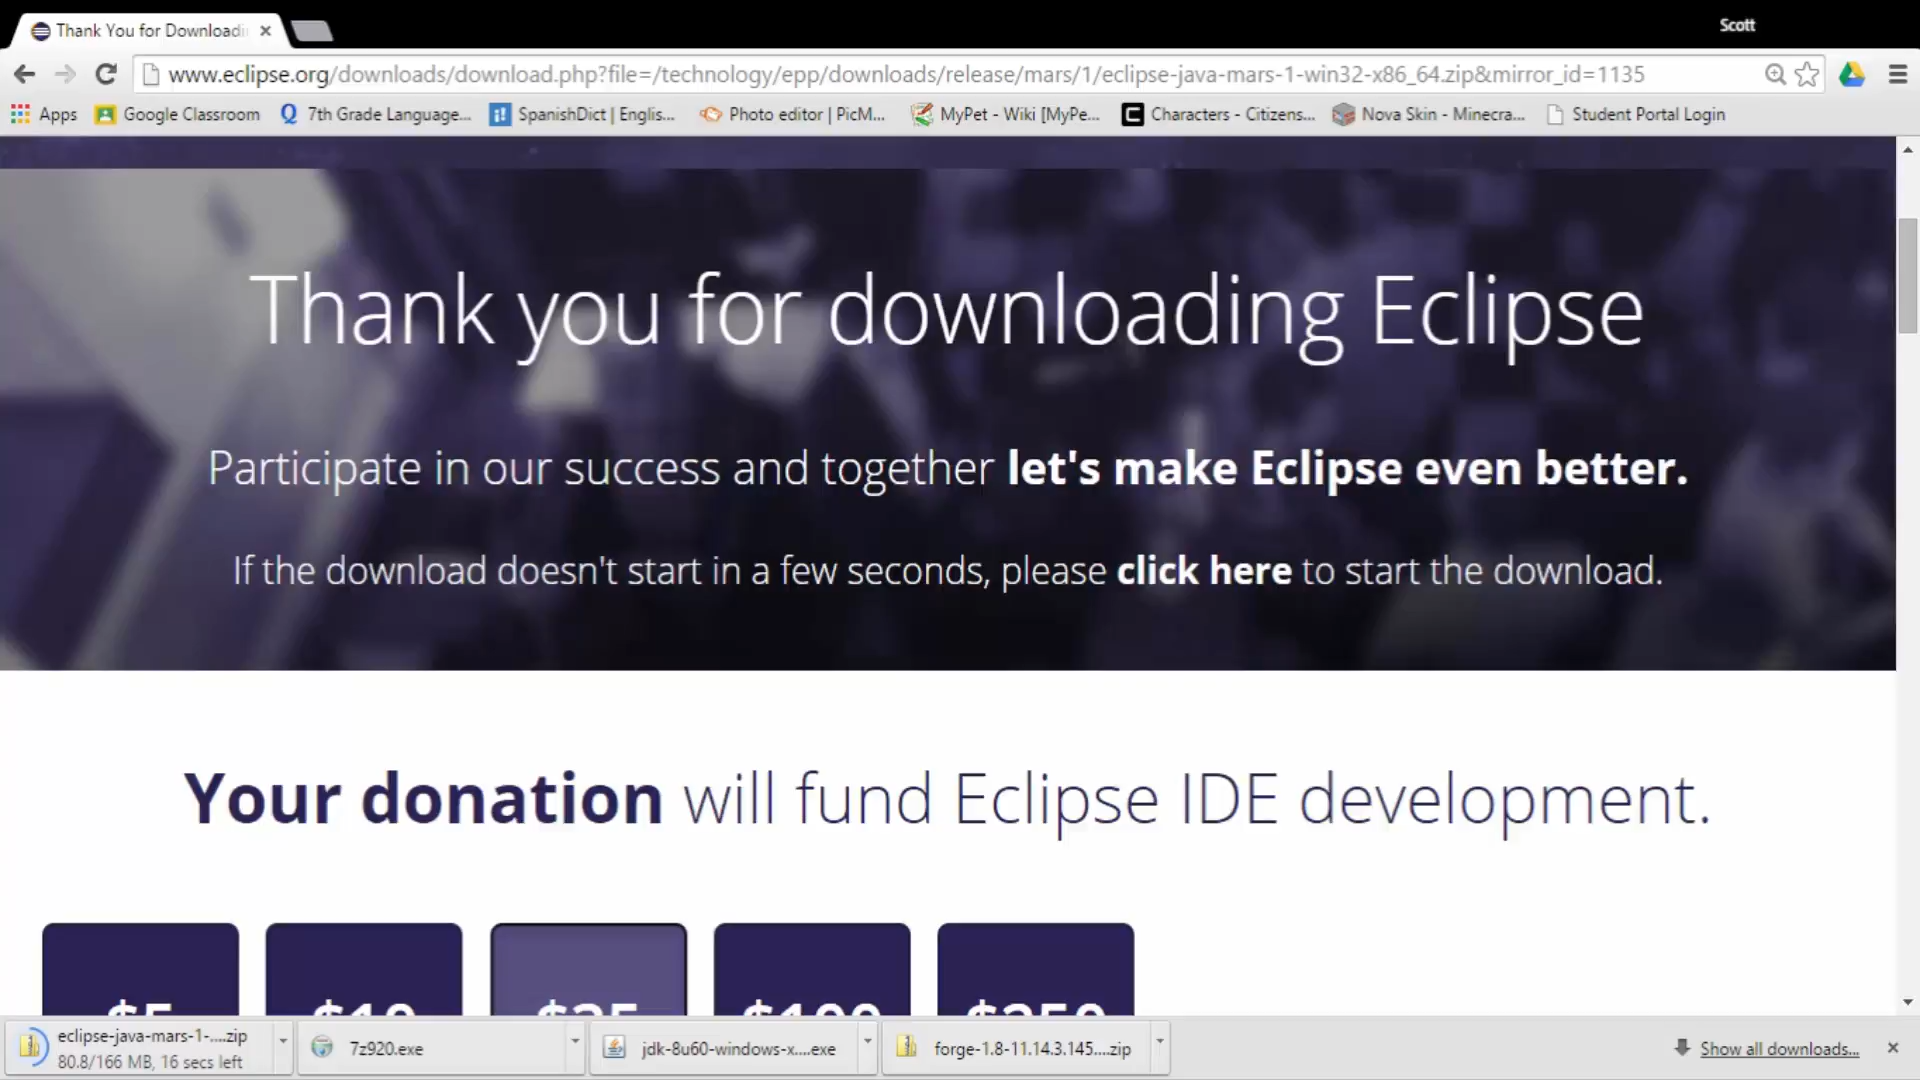 Thank You for Downloadi
Scott
www.eclipse.org/downloads/download.php?file=/technology/epp/downloads/release/mars/1/eclipse-java-mars-1-win32-x86_64.zip&mirror_id=1135
Apps Google Classroom 7th Grade Language... SpanishDict | Englis... Photo editor | PicM... MyPet - Wiki [MyPe... Characters - Citizens... Nova Skin - Minecra... Student Portal Login
Thank you for downloading Eclipse
Participate in our success and together let's make Eclipse even better.
If the download doesn't start in a few seconds, please click here to start the download.
Your donation will fund Eclipse IDE development.
$5 $10 $25 $100 $250
eclipse-java-mars-1-....zip
80.8/166 MB, 16 secs left
7z920.exe
jdk-8u60-windows-x....exe
forge-1.8-11.14.3.145....zip
Show all downloads...